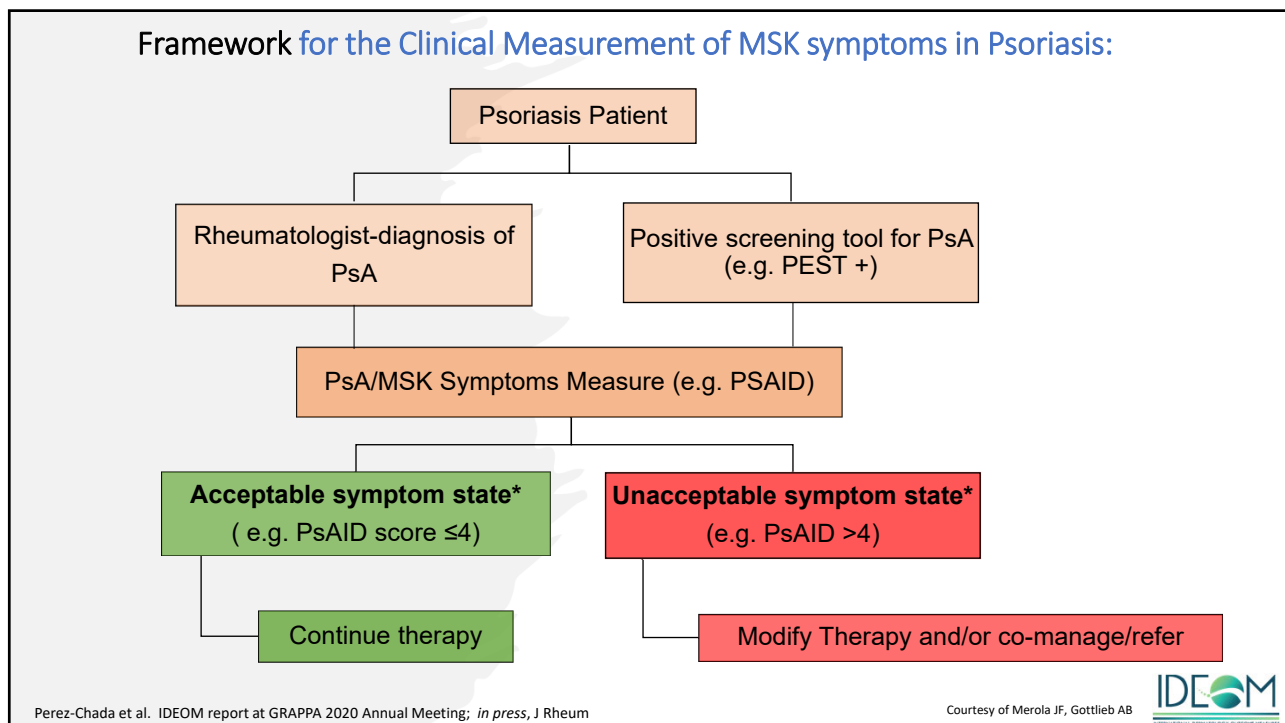 Framework for the Clinical Measurement of MSK symptoms in Psoriasis:
Psoriasis Patient
Rheumatologist-diagnosis of
PsA
Positive screening tool for PsA
(e.g. PEST +)
PsA/MSK Symptoms Measure (e.g. PSAID)
Acceptable symptom state*
( e.g. PsAID score ≤4)
Unacceptable symptom state*
(e.g. PsAID >4)
Continue therapy
Modify Therapy and/or co-manage/refer
Perez-Chada et al. IDEOM report at GRAPPA 2020 Annual Meeting; in press, J Rheum
Courtesy of Merola JF, Gottlieb AB
IDEOM